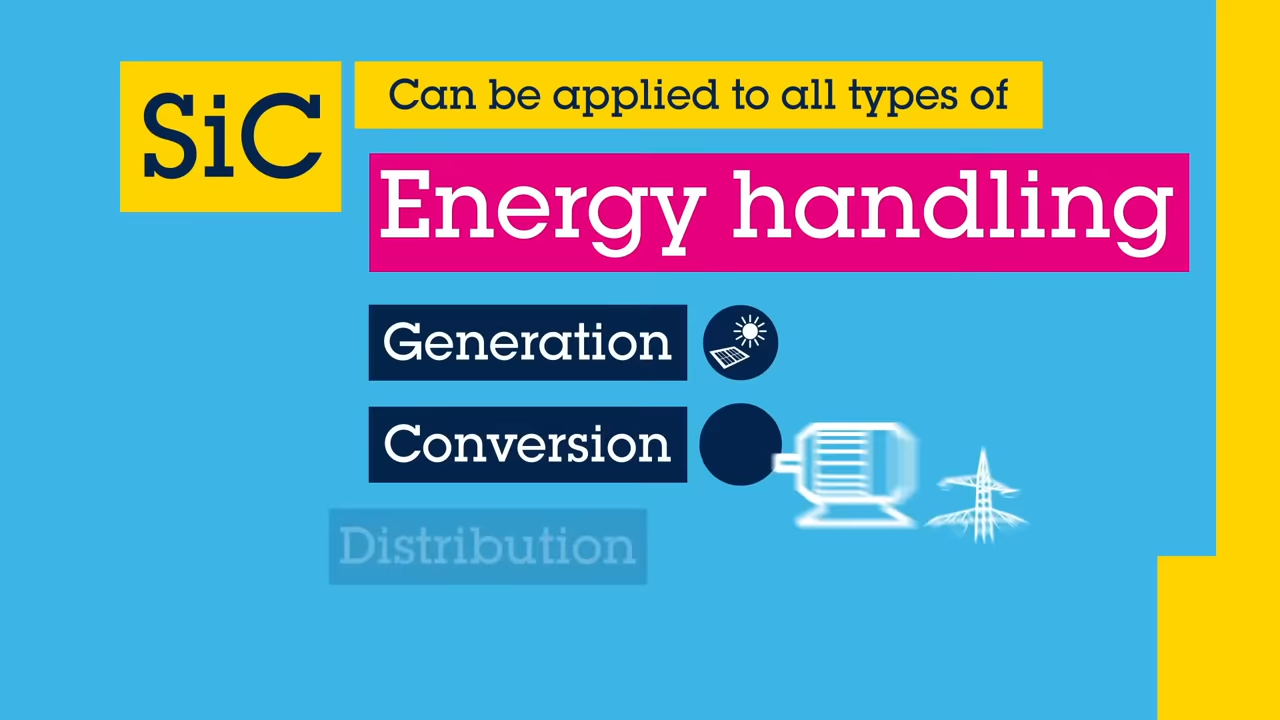 SiC
Can be applied to all types of
Energy handling
Generation
Conversion
Distribution